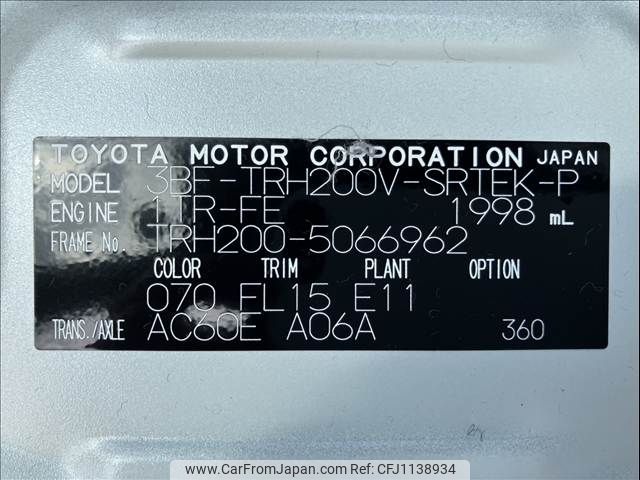 TOYOTA MOTOR CORPORATION JAPAN
MODEL 3BF-TRH200V-SRTEK-P
ENGINE 1TR-FE 1998 mL
FRAME No. TRH200-5066962
COLOR TRIM PLANT OPTION
070 FL15 E11
TRANS./AXLE AC60E A06A 360
www.CarFromJapan.com | Ref No. CFJ1138934